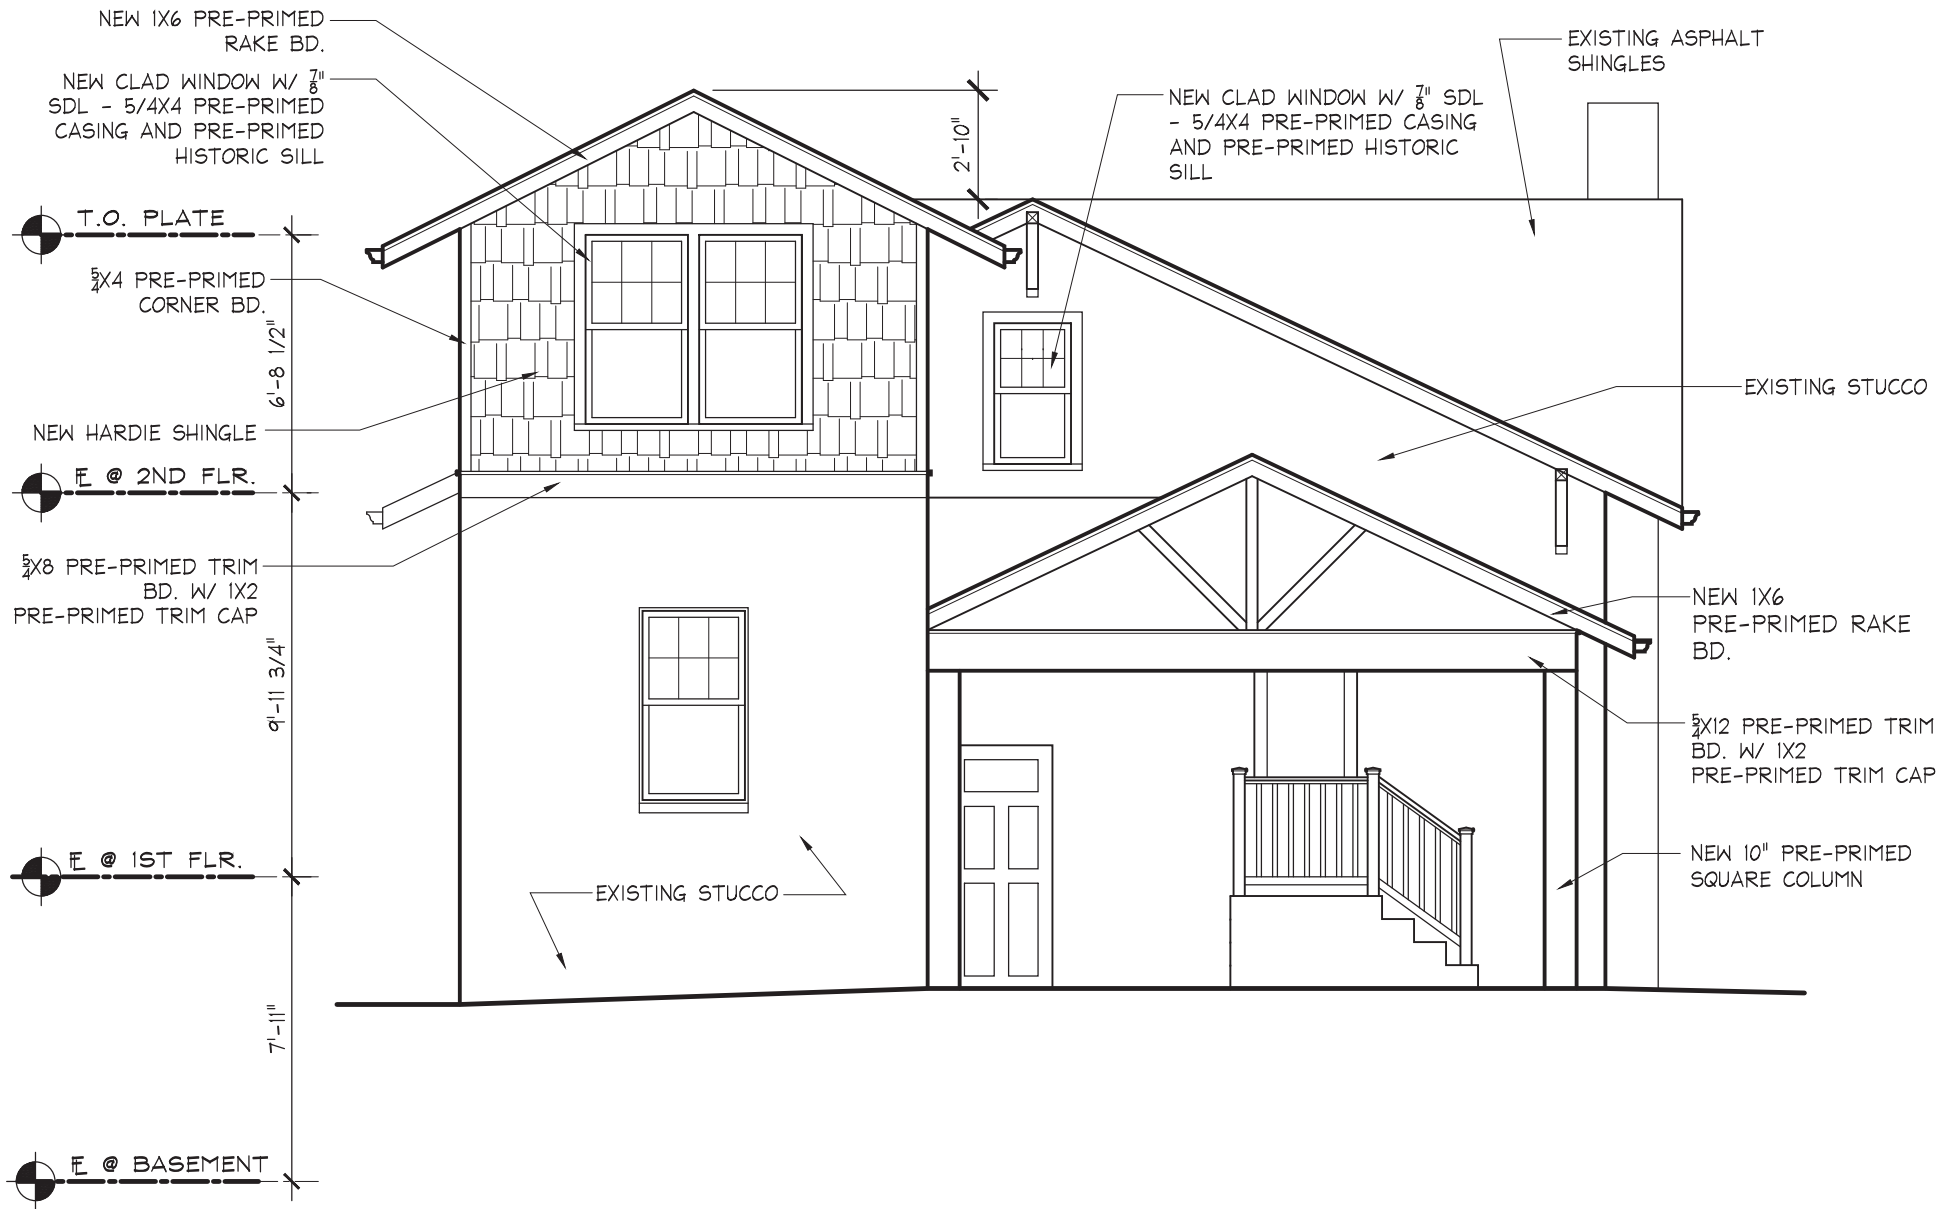 NEW 1X6 PRE-PRIMED
RAKE BD.
NEW CLAD WINDOW W/ 7/8"
SDL - 5/4X4 PRE-PRIMED
CASING AND PRE-PRIMED
HISTORIC SILL
T.O. PLATE
5/4X4 PRE-PRIMED
CORNER BD.
6'-8 1/2"
NEW HARDIE SHINGLE
FL @ 2ND FLR.
5/4X8 PRE-PRIMED TRIM
BD. W/ 1X2
PRE-PRIMED TRIM CAP
9'-11 3/4"
FL @ 1ST FLR.
7'-11"
FL @ BASEMENT
2'-10"
NEW CLAD WINDOW W/ 7/8" SDL
- 5/4X4 PRE-PRIMED CASING
AND PRE-PRIMED HISTORIC
SILL
EXISTING ASPHALT
SHINGLES
EXISTING STUCCO
NEW 1X6
PRE-PRIMED RAKE
BD.
5/4X12 PRE-PRIMED TRIM
BD. W/ 1X2
PRE-PRIMED TRIM CAP
NEW 10" PRE-PRIMED
SQUARE COLUMN
EXISTING STUCCO